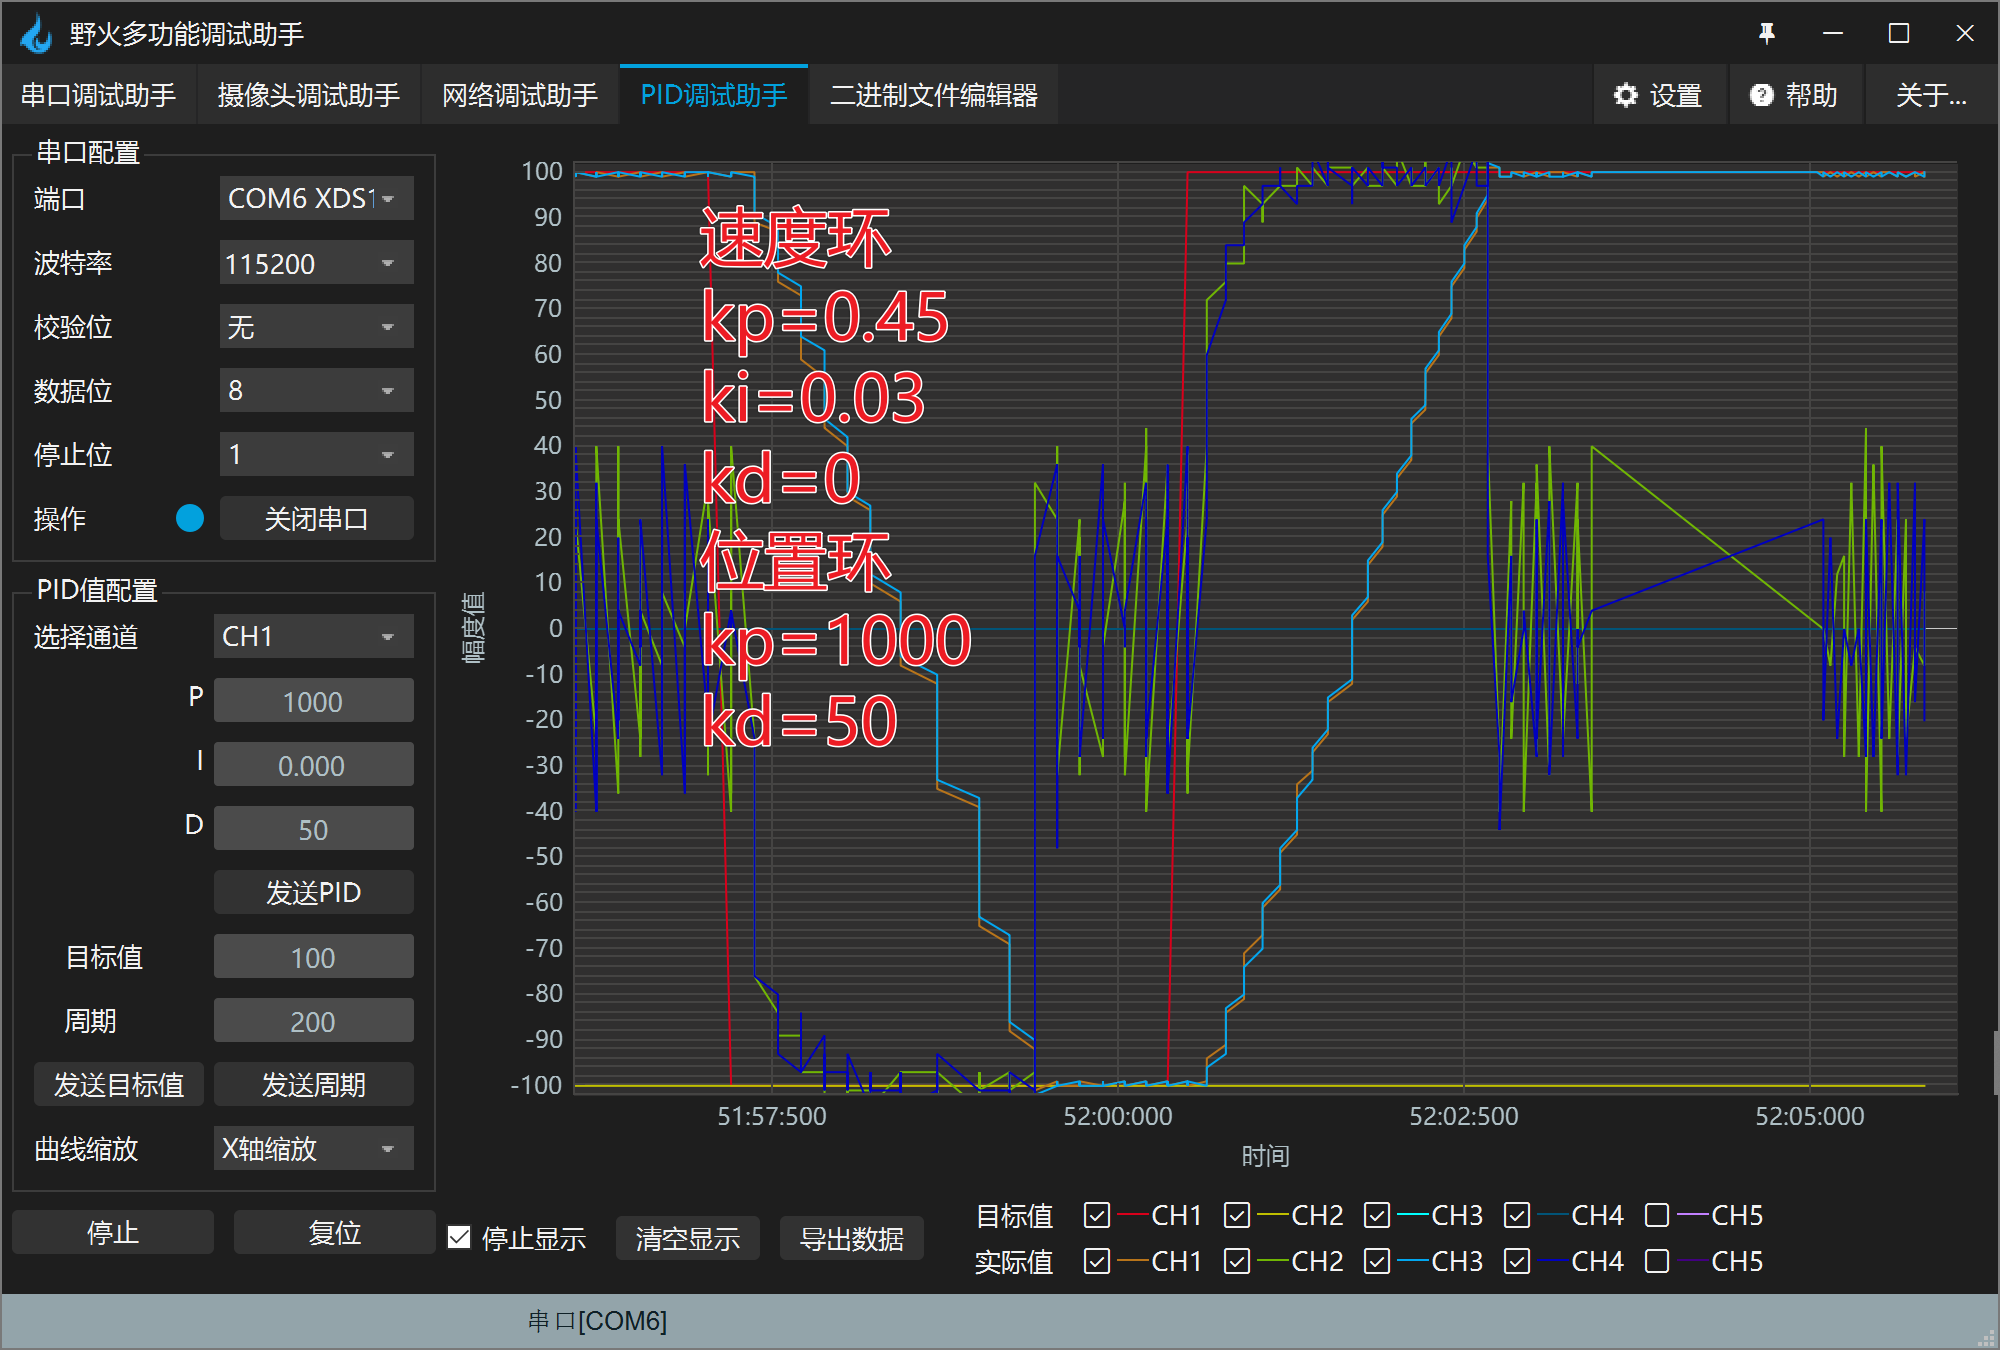 野火多功能调试助手
串口调试助手
摄像头调试助手
网络调试助手
PID调试助手
二进制文件编辑器
设置
帮助
关于...
串口配置
端口
COM6 XDS1
波特率
115200
校验位
无
数据位
8
停止位
1
操作
关闭串口
PID值配置
选择通道
CH1
P
1000
I
0.000
D
50
发送PID
目标值
100
周期
200
发送目标值
发送周期
曲线缩放
X轴缩放
停止
复位
幅度值
100
90
80
70
60
50
40
30
20
10
0
-10
-20
-30
-40
-50
-60
-70
-80
-90
-100
速度环
kp=0.45
ki=0.03
kd=0
位置环
kp=1000
kd=50
51:57:500
52:00:000
52:02:500
52:05:000
时间
停止显示
清空显示
导出数据
目标值 CH1 CH2 CH3 CH4 CH5
实际值 CH1 CH2 CH3 CH4 CH5
串口[COM6]